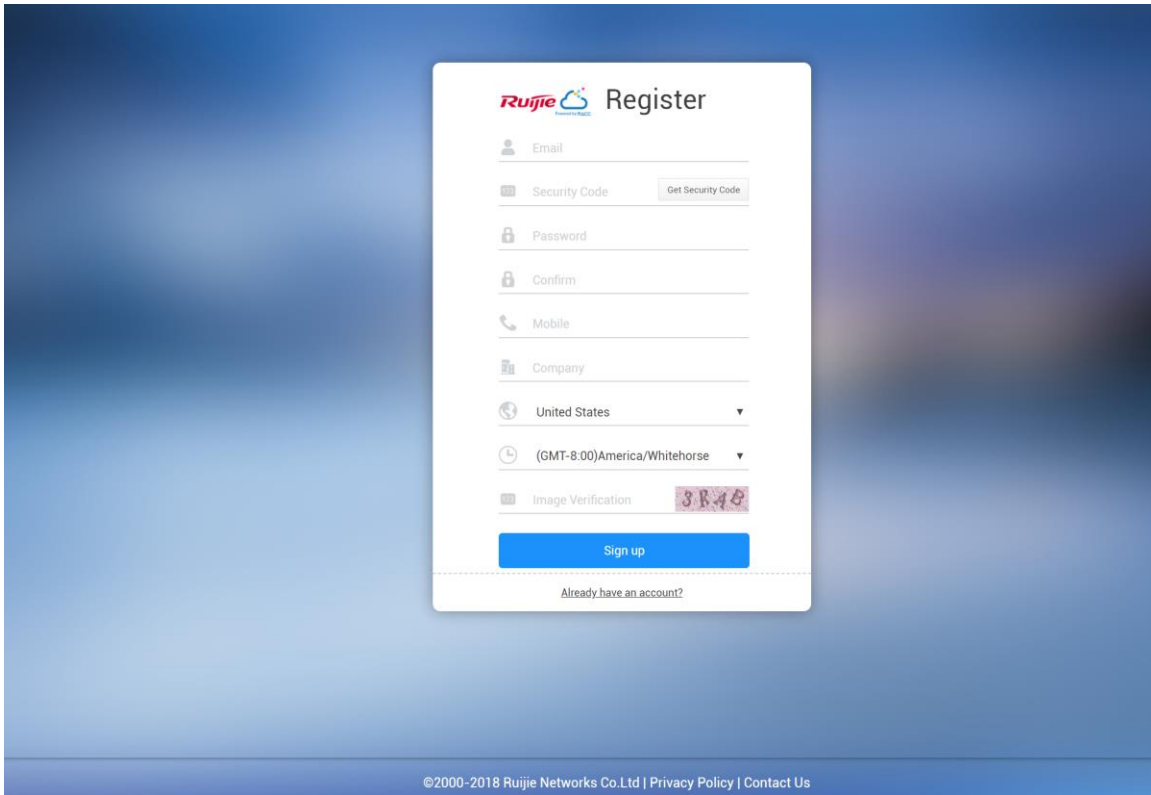 Ruijie Register
Email
Security Code Get Security Code
Password
Confirm
Mobile
Company
United States
(GMT-8:00)America/Whitehorse
Image Verification
Sign up
Already have an account?
©2000-2018 Ruijie Networks Co.Ltd | Privacy Policy | Contact Us